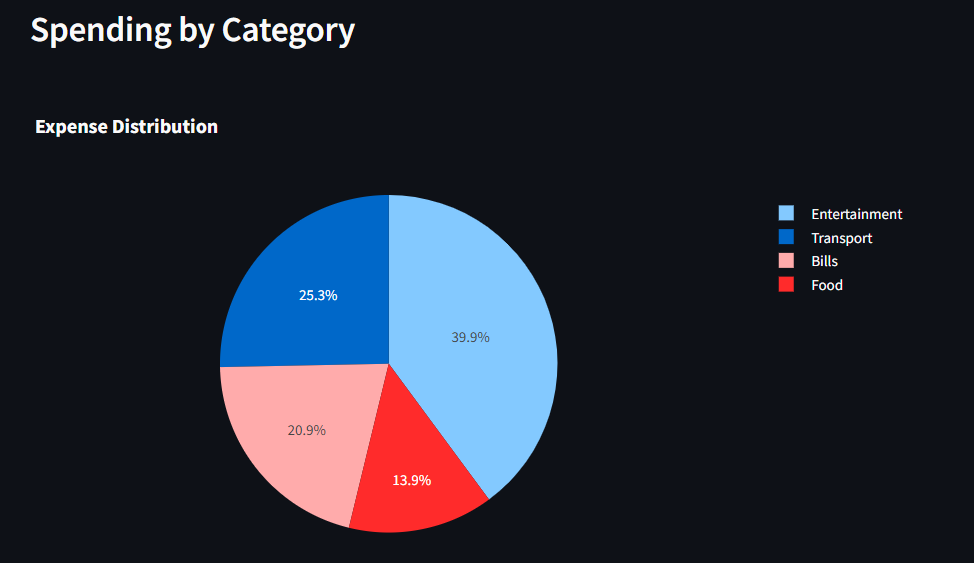 Spending by Category
Expense Distribution
Entertainment
Transport
Bills
Food
25.3%
39.9%
20.9%
13.9%